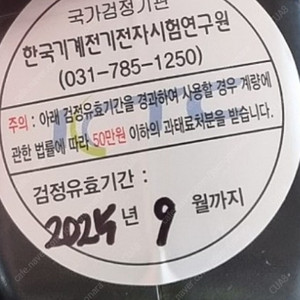 국가검정기관
한국기계전기전자시험연구원
(031-785-1250)
주의 : 아래 검정유효기간을 경과하여 사용할 경우 계량에
관한 법률에 따라 50만원 이하의 과태료처분을 받습니다.
검정유효기간 :
년 9 월까지